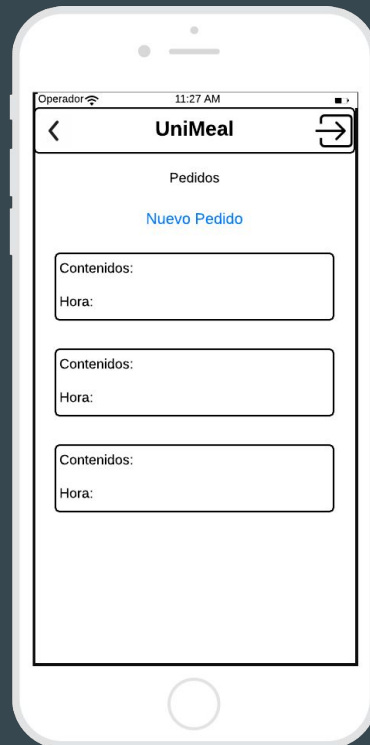 Operador 11:27 AM
UniMeal
Pedidos
Nuevo Pedido
Contenidos:
Hora:
Contenidos:
Hora:
Contenidos:
Hora: